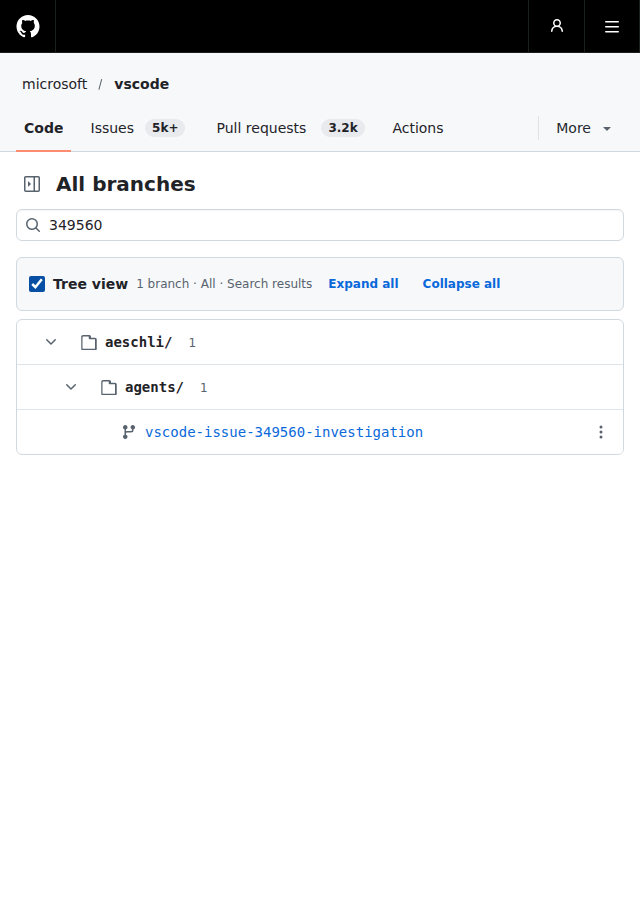 microsoft / vscode
Code Issues 5k+ Pull requests 3.2k Actions More
All branches
349560
Tree view 1 branch · All · Search results Expand all Collapse all
aeschli/ 1
agents/ 1
vscode-issue-349560-investigation